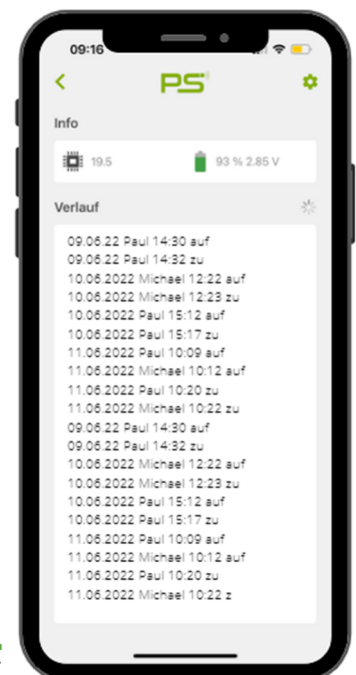 09:16
PS
Info
19.5 93 % 2.85 V
Verlauf
09.06.22 Paul 14:30 auf
09.06.22 Paul 14:32 zu
10.06.2022 Michael 12:22 auf
10.06.2022 Michael 12:23 zu
10.06.2022 Paul 15:12 auf
10.06.2022 Paul 15:17 zu
11.06.2022 Paul 10:09 auf
11.06.2022 Michael 10:12 auf
11.06.2022 Paul 10:20 zu
11.06.2022 Michael 10:22 zu
09.06.22 Paul 14:30 auf
09.06.22 Paul 14:32 zu
10.06.2022 Michael 12:22 auf
10.06.2022 Michael 12:23 zu
10.06.2022 Paul 15:12 auf
10.06.2022 Paul 15:17 zu
11.06.2022 Paul 10:09 auf
11.06.2022 Michael 10:12 auf
11.06.2022 Paul 10:20 zu
11.06.2022 Michael 10:22 z